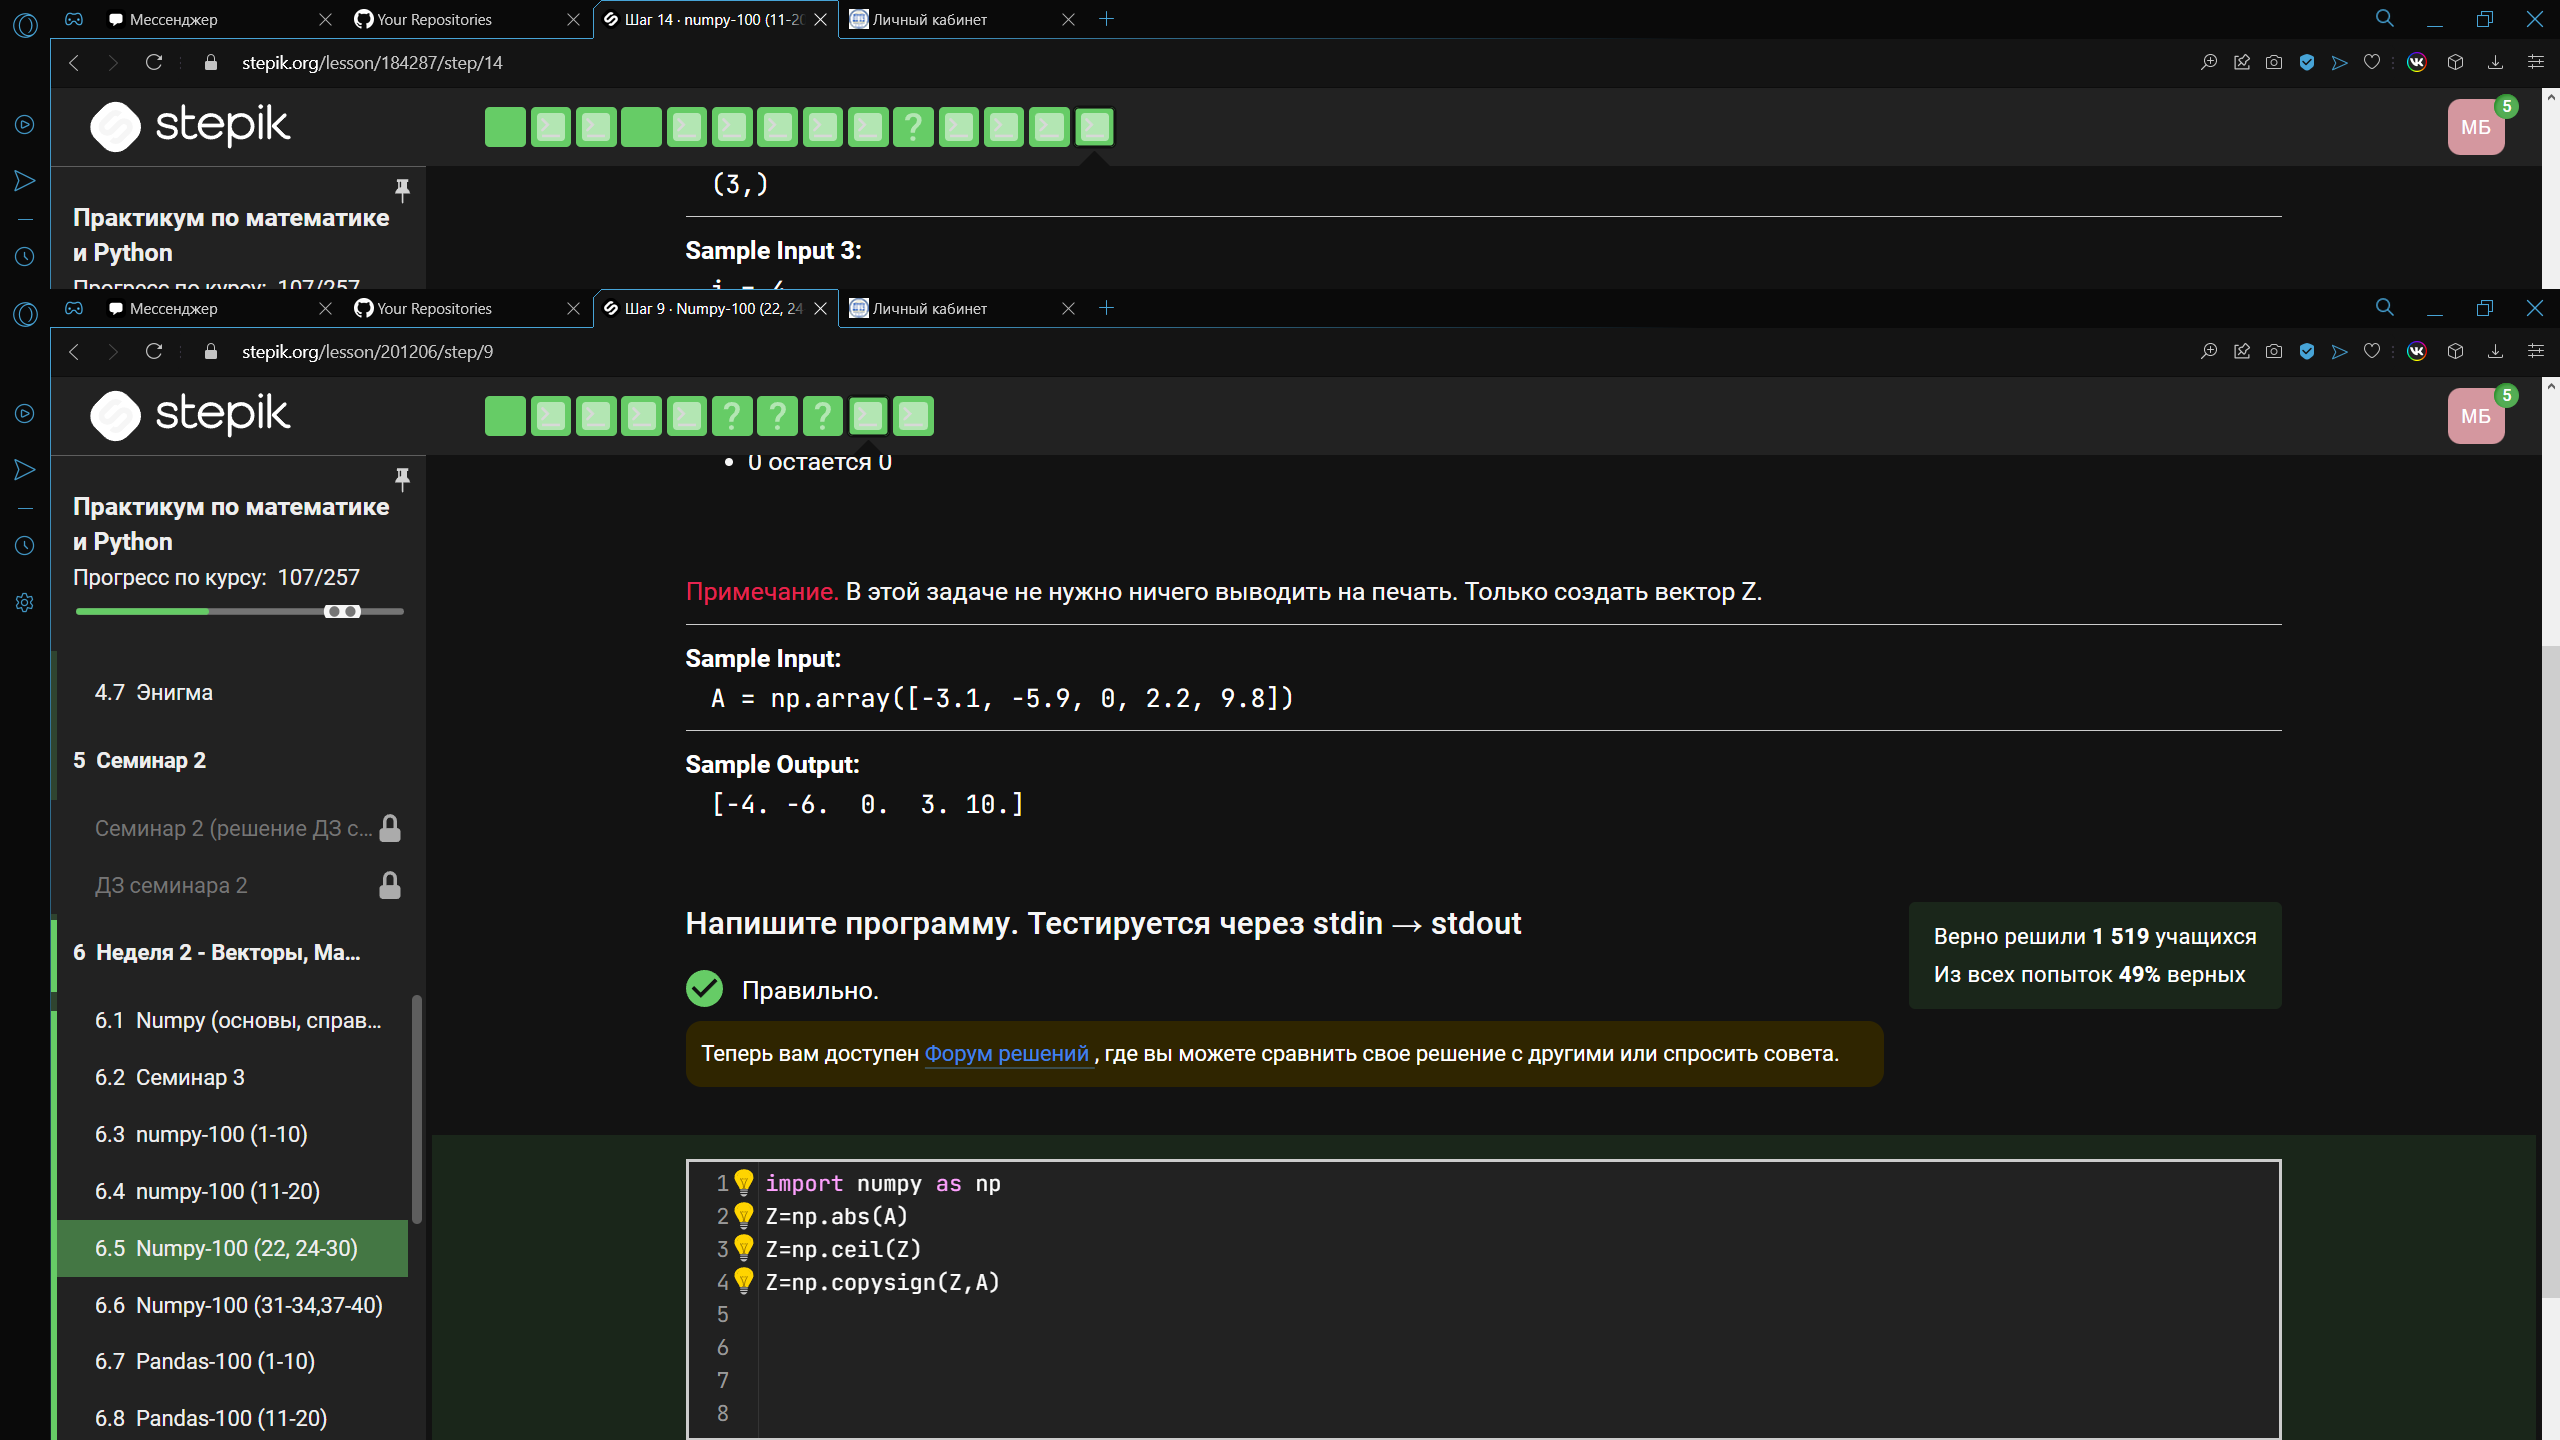 Мессенджер
Your Repositories
Шаг 14 · numpy-100 (11-20
Личный кабинет
stepik.org/lesson/184287/step/14
stepik
?
5
МБ
(3,)
Практикум по математике
и Python
Прогресс по курсу: 107/257
Sample Input 3:
Мессенджер
Your Repositories
Шаг 9 · Numpy-100 (22, 24
Личный кабинет
stepik.org/lesson/201206/step/9
stepik
? ? ?
5
МБ
Практикум по математике
и Python
Прогресс по курсу: 107/257
4.7 Энигма
5 Семинар 2
Семинар 2 (решение ДЗ с...
ДЗ семинара 2
6 Неделя 2 - Векторы, Ма...
6.1 Numpy (основы, справ...
6.2 Семинар 3
6.3 numpy-100 (1-10)
6.4 numpy-100 (11-20)
6.5 Numpy-100 (22, 24-30)
6.6 Numpy-100 (31-34,37-40)
6.7 Pandas-100 (1-10)
6.8 Pandas-100 (11-20)
• 0 остается 0
Примечание. В этой задаче не нужно ничего выводить на печать. Только создать вектор Z.
Sample Input:
A = np.array([-3.1, -5.9, 0, 2.2, 9.8])
Sample Output:
[-4. -6.  0.  3. 10.]
Напишите программу. Тестируется через stdin → stdout
Верно решили 1 519 учащихся
Из всех попыток 49% верных
Правильно.
Теперь вам доступен Форум решений , где вы можете сравнить свое решение с другими или спросить совета.
1 import numpy as np
2 Z=np.abs(A)
3 Z=np.ceil(Z)
4 Z=np.copysign(Z,A)
5
6
7
8